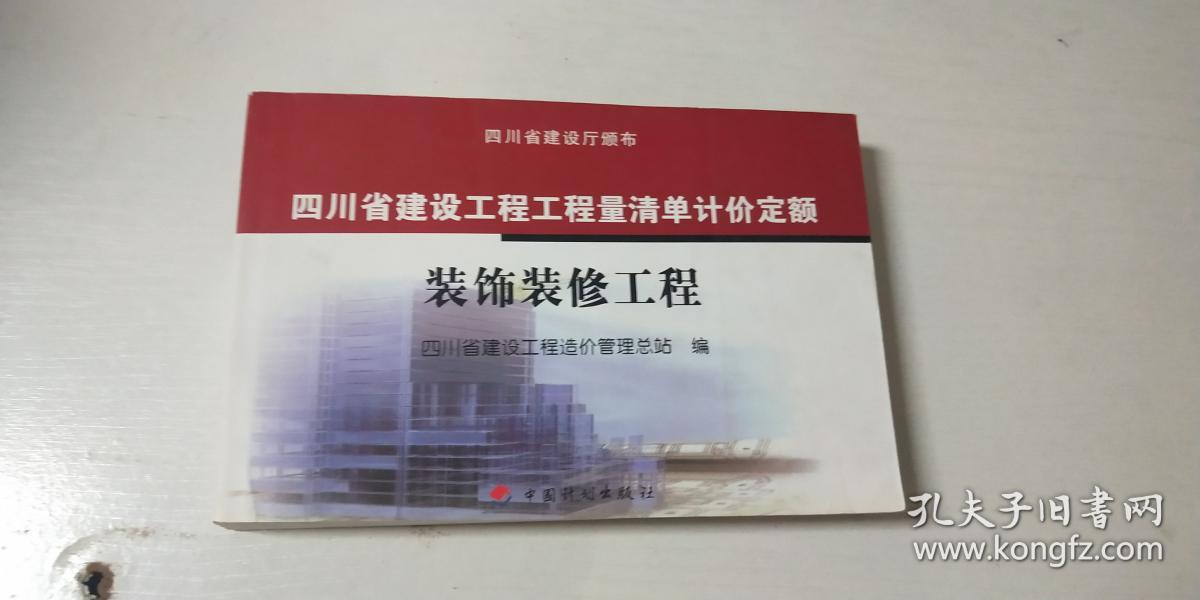 四川省建设厅颁布
四川省建设工程工程量清单计价定额
装饰装修工程
四川省建设工程造价管理总站 编
中国计划出版社
孔夫子旧书网
www.kongfz.com